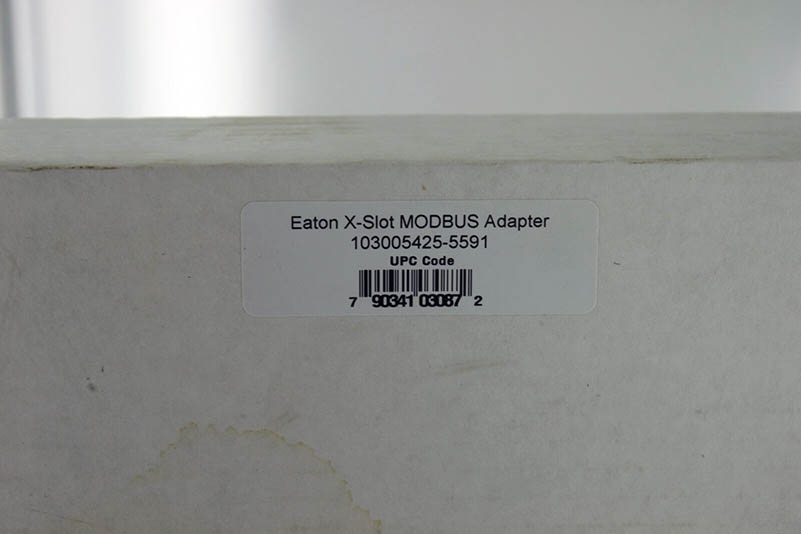 Eaton X-Slot MODBUS Adapter
103005425-5591
UPC Code
7 90341 03087 2